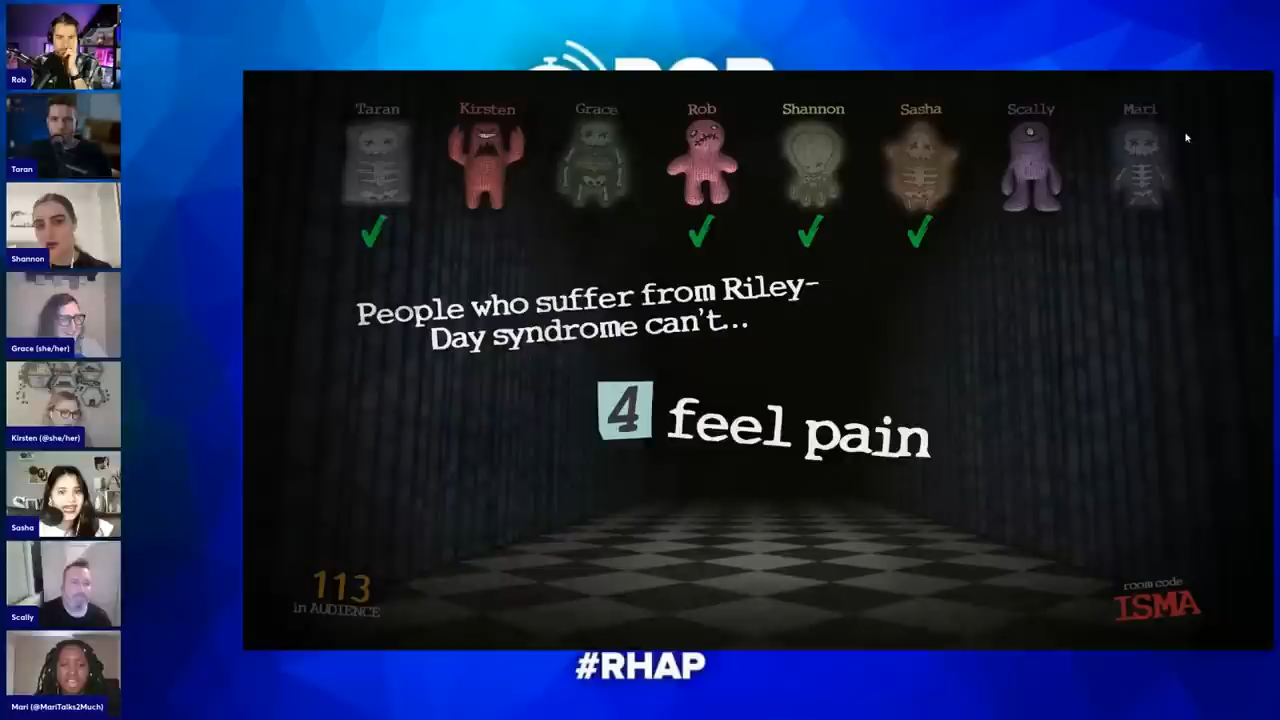 Rob
Taran
Shannon
Grace (she/her)
Kirsten (@she/her)
Sasha
Scally
Mari (@MariTalks2Much)
Taran Kirsten Grace Rob Shannon Sasha Scally Mari
People who suffer from Riley-
Day syndrome can't...
4 feel pain
113
in AUDIENCE
room code
ISMA
#RHAP